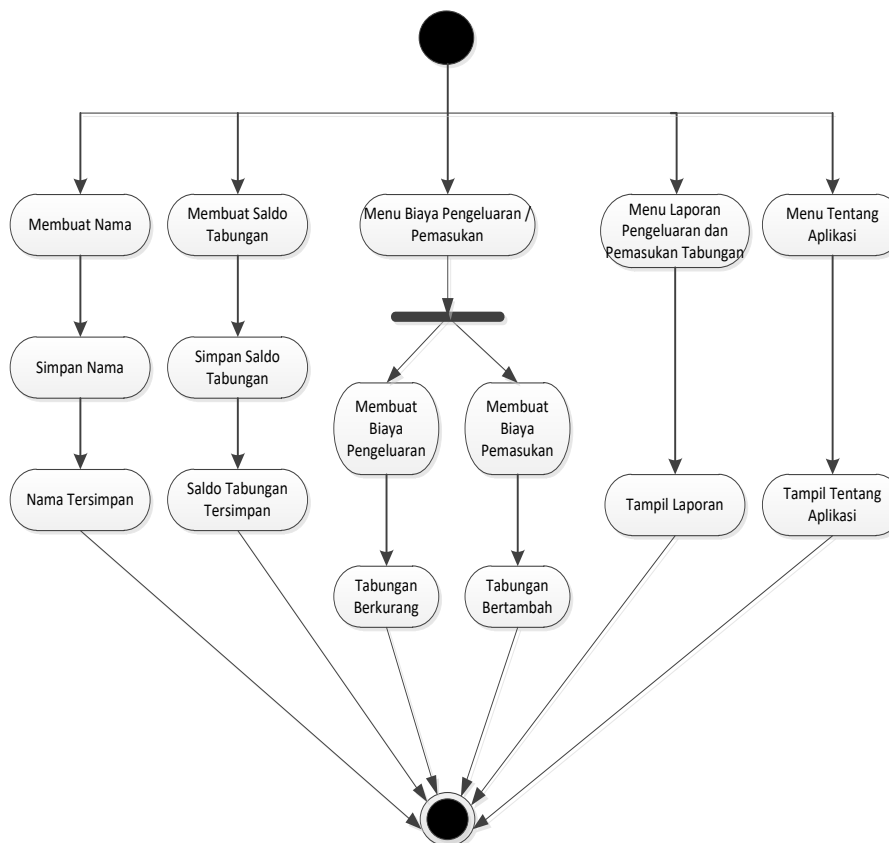 Membuat Nama
Membuat Saldo
Tabungan
Menu Biaya Pengeluaran /
Pemasukan
Menu Laporan
Pengeluaran dan
Pemasukan Tabungan
Menu Tentang
Aplikasi
Simpan Nama
Simpan Saldo
Tabungan
Membuat
Biaya
Pengeluaran
Membuat
Biaya
Pemasukan
Nama Tersimpan
Saldo Tabungan
Tersimpan
Tampil Laporan
Tampil Tentang
Aplikasi
Tabungan
Berkurang
Tabungan
Bertambah